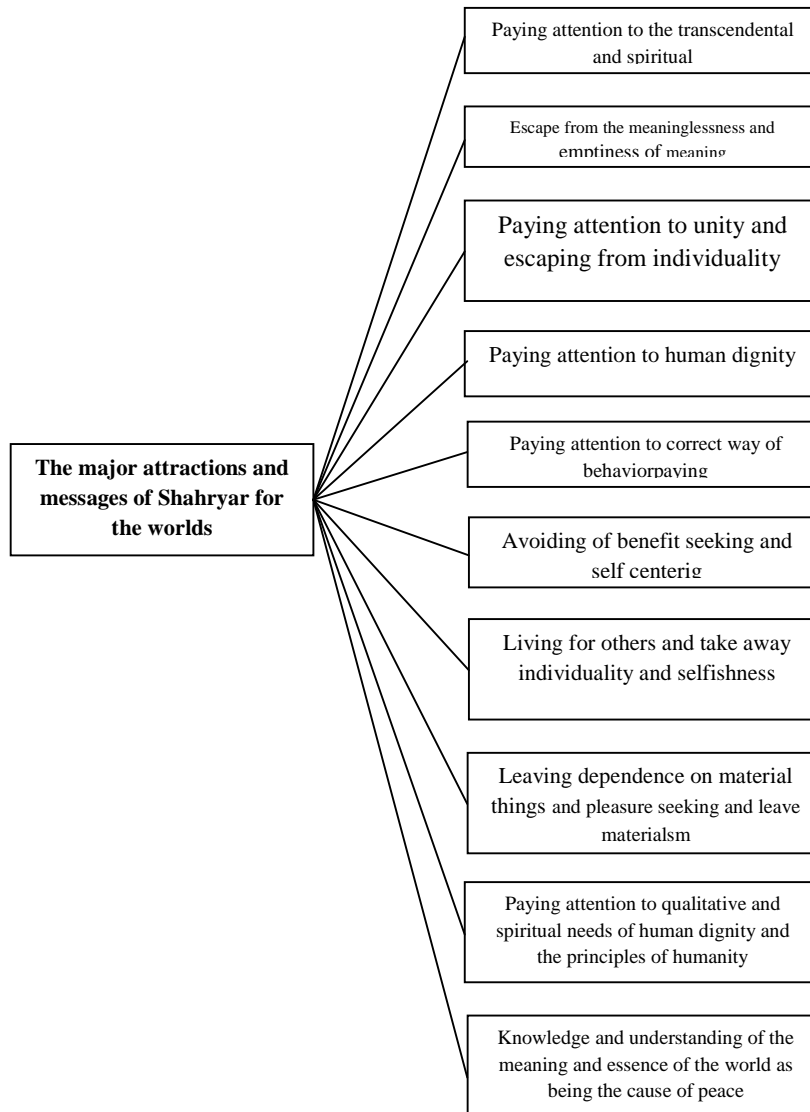 Paying attention to the transcendental
and spiritual
Escape from the meaninglessness and
emptiness of meaning
Paying attention to unity and
escaping from individuality
Paying attention to human dignity
Paying attention to correct way of
behaviorpaving
The major attractions and
messages of Shahryar for
the worlds
Avoiding of benefit seeking and
self centerig
Living for others and take away
individuality and selfishness
Leaving dependence on material
things and pleasure seeking and leave
materialsm
Paying attention to qualitative and
spiritual needs of human dignity and
the principles of humanity
Knowledge and understanding of the
meaning and essence of the world as
being the cause of peace